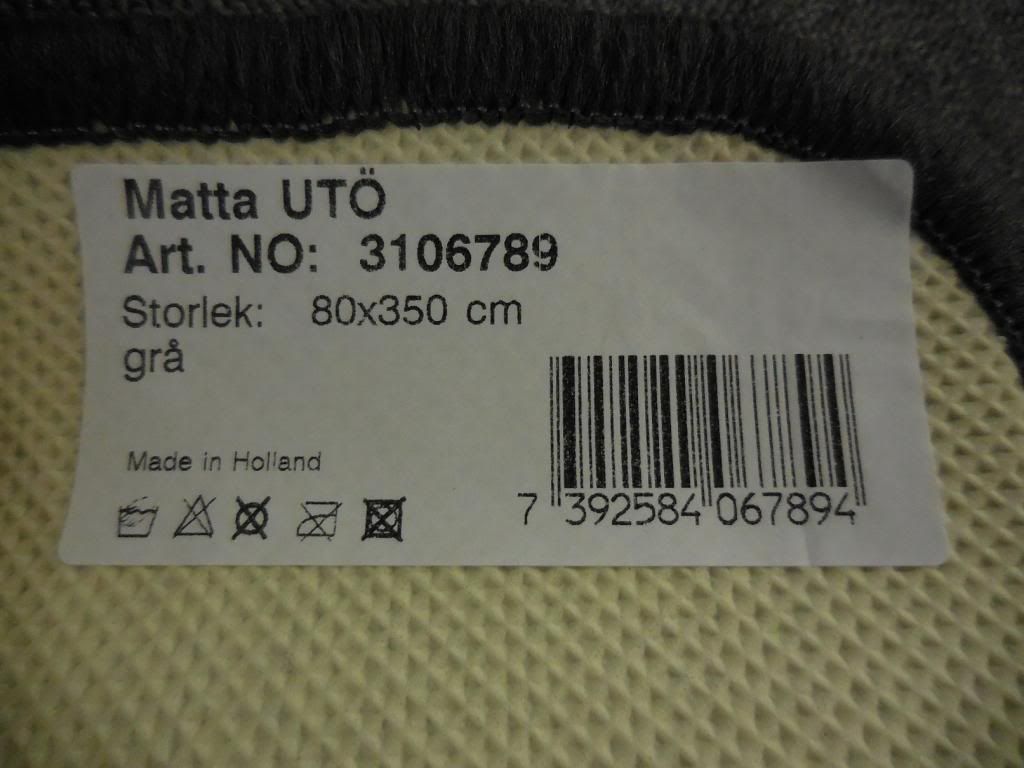 Matta UTÖ
Art. NO: 3106789
Storlek: 80x350 cm
grå
Made in Holland
7 392584 067894